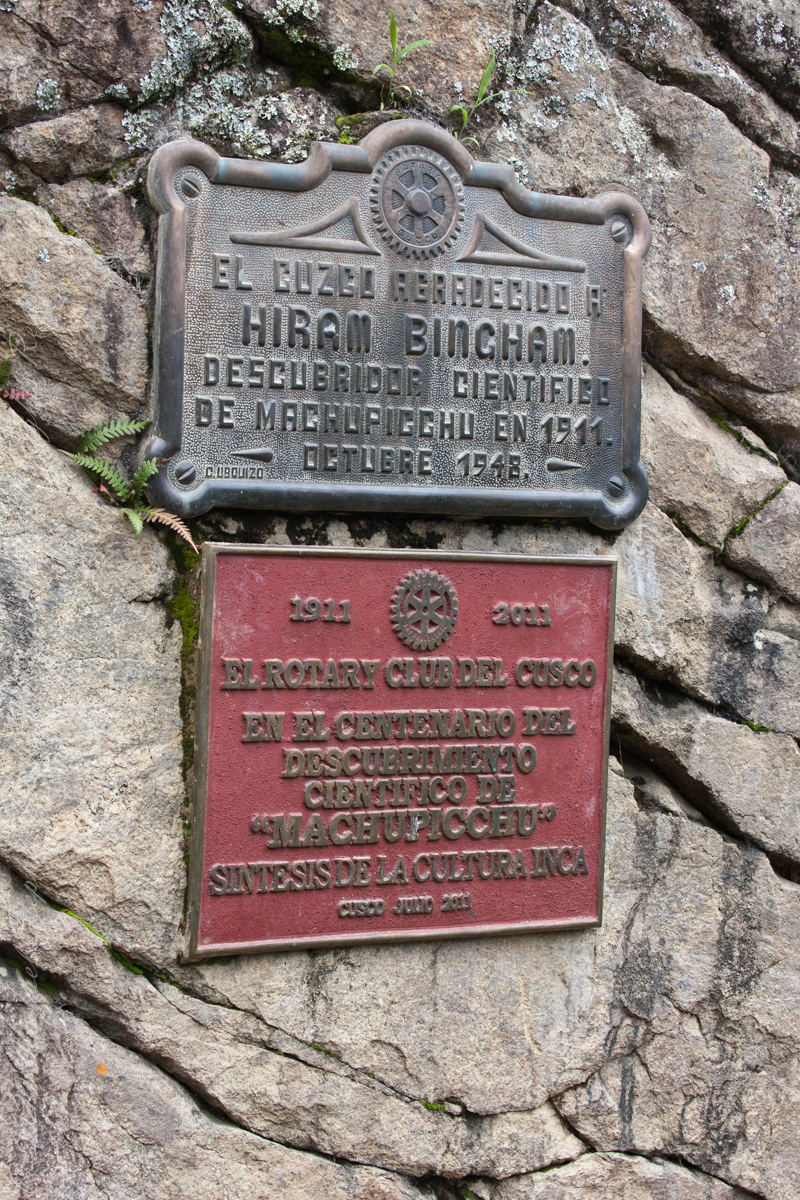 EL CUZCO AGRADECIDO A
HIRAM BINGHAM.
DESCUBRIDOR CIENTIFICO
DE MACHUPICCHU EN 1911.
OCTUBRE 1948.
C. UBQUIZO
1911 2011
EL ROTARY CLUB DEL CUSCO
EN EL CENTENARIO DEL
DESCUBRIMIENTO
CIENTIFICO DE
"MACHUPICCHU"
SINTESIS DE LA CULTURA INCA
CUSCO JULIO 2011